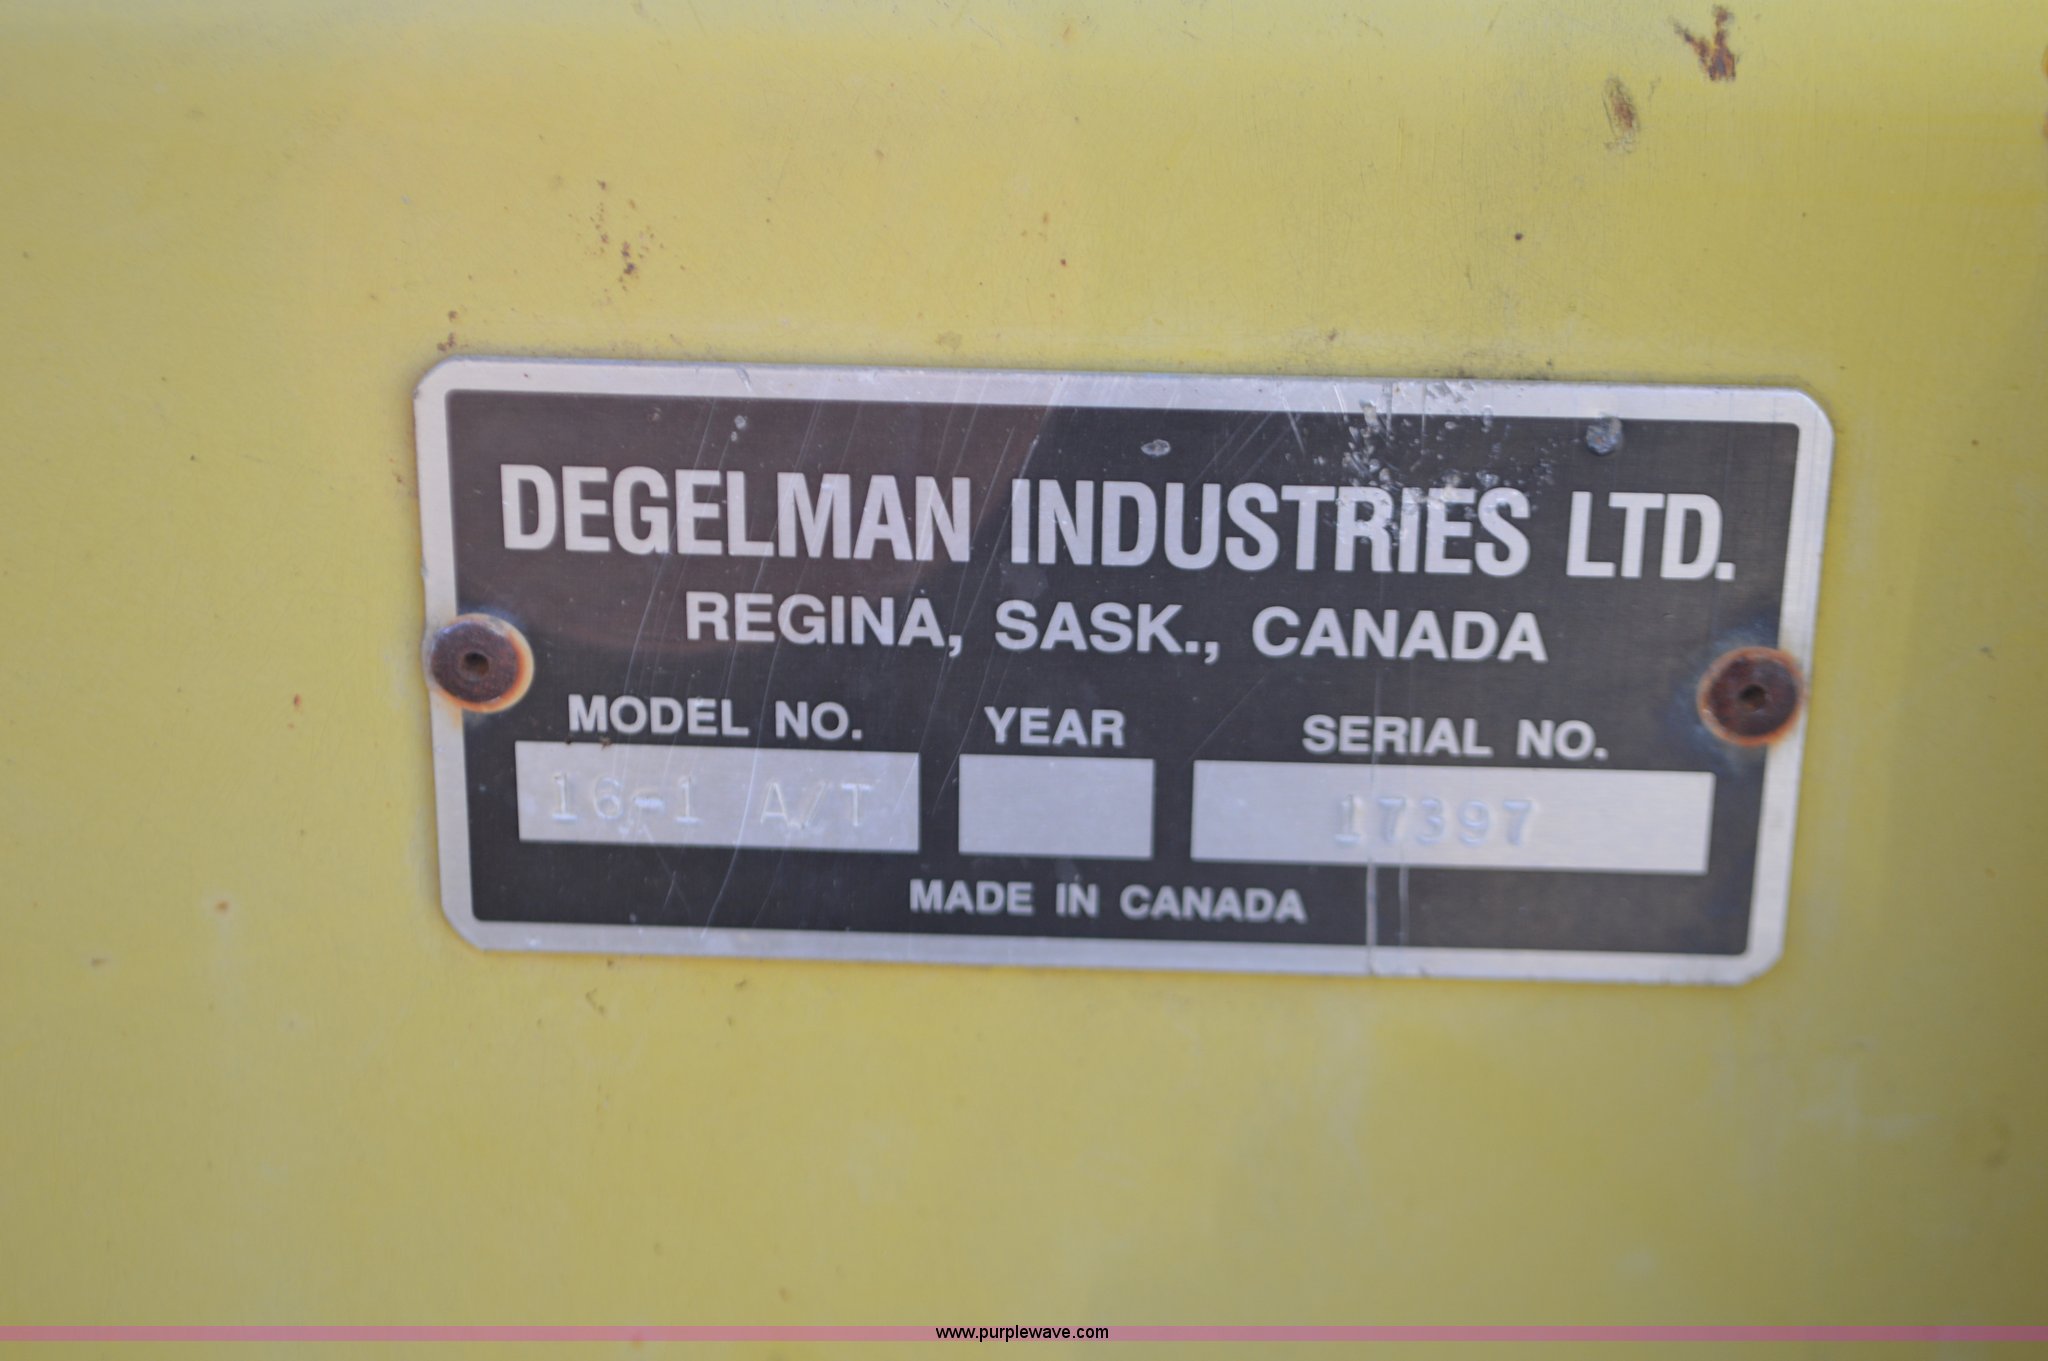 DEGELMAN INDUSTRIES LTD.
REGINA, SASK., CANADA
MODEL NO. YEAR SERIAL NO.
16-1 A/T 17397
MADE IN CANADA
www.purplewave.com